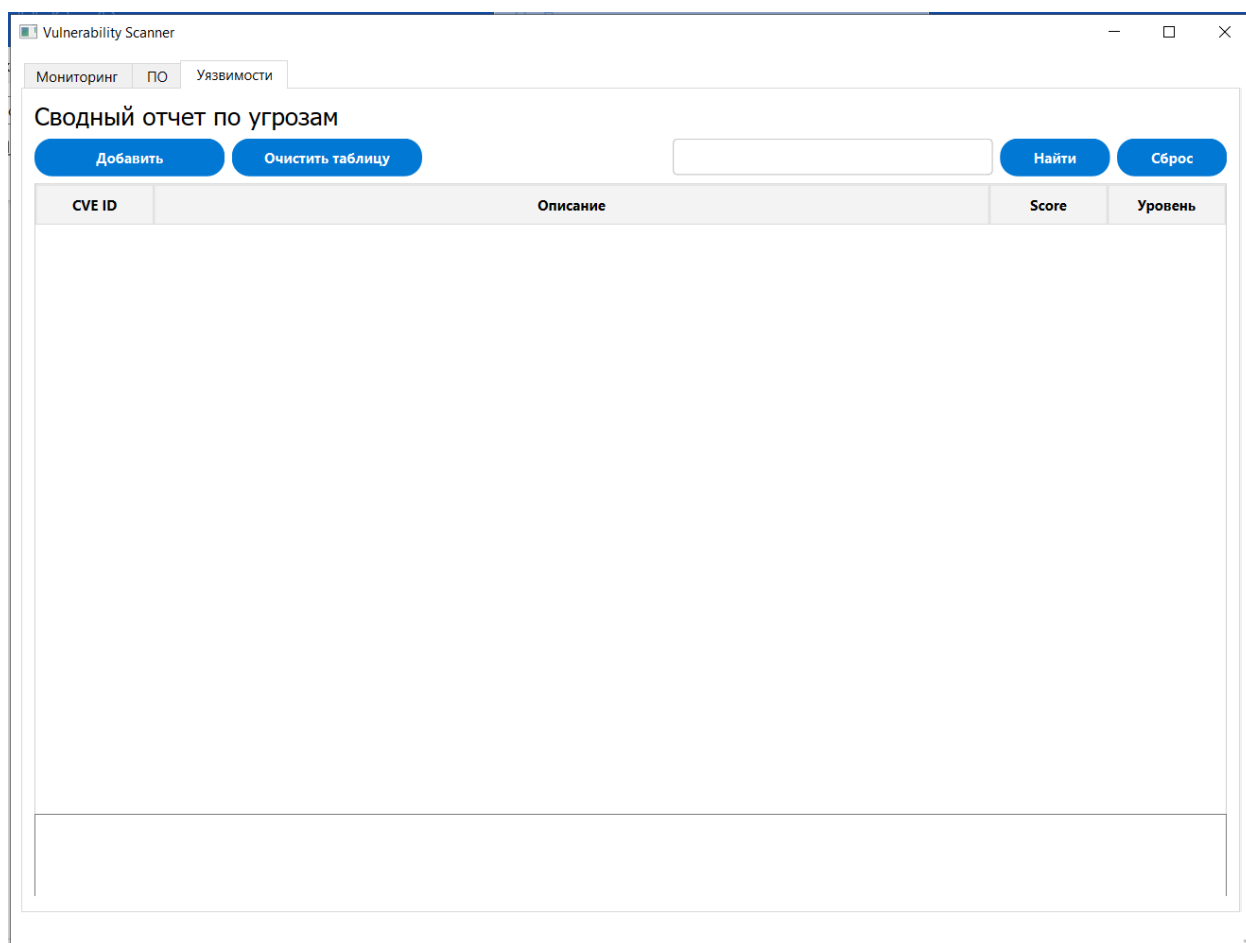 Vulnerability Scanner
Мониторинг ПО Уязвимости
Сводный отчет по угрозам
Добавить Очистить таблицу Найти Сброс
CVE ID Описание Score Уровень